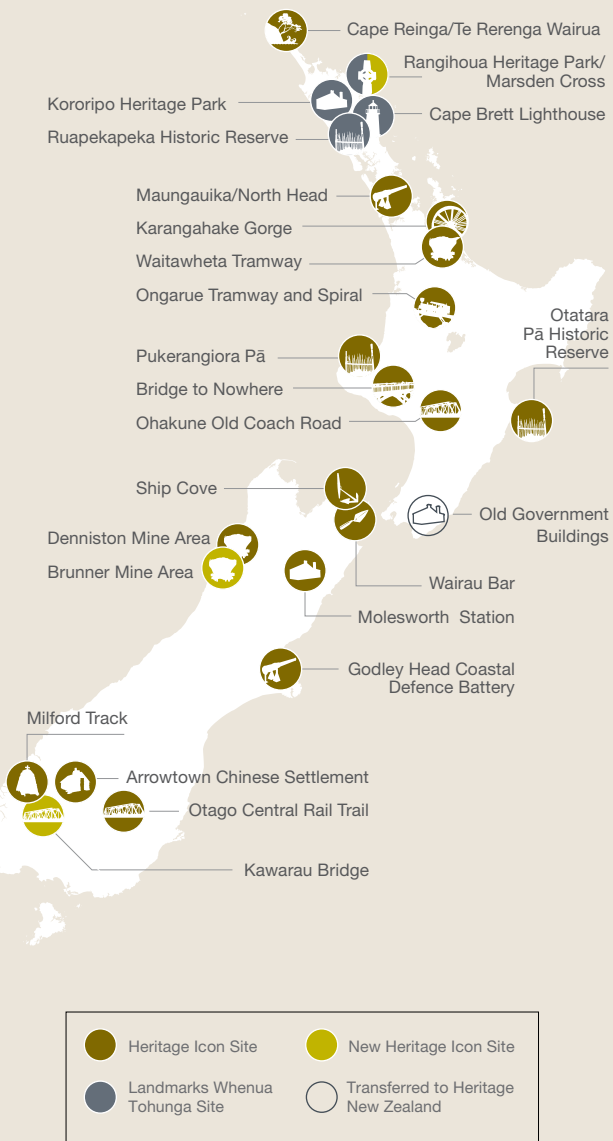 Cape Reinga/Te Rerenga Wairua
Rangihoua Heritage Park/
Marsden Cross
Kororipo Heritage Park
Cape Brett Lighthouse
Ruapekapeka Historic Reserve
Maungauika/North Head
Karangahake Gorge
Waitawheta Tramway
Ongarue Tramway and Spiral
Otatara
Pā Historic
Reserve
Pukerangiora Pā
Bridge to Nowhere
Ohakune Old Coach Road
Ship Cove
Old Government
Buildings
Denniston Mine Area
Brunner Mine Area
Wairau Bar
Molesworth Station
Godley Head Coastal
Defence Battery
Milford Track
Arrowtown Chinese Settlement
Otago Central Rail Trail
Kawarau Bridge
Heritage Icon Site
New Heritage Icon Site
Landmarks Whenua
Tohunga Site
Transferred to Heritage
New Zealand